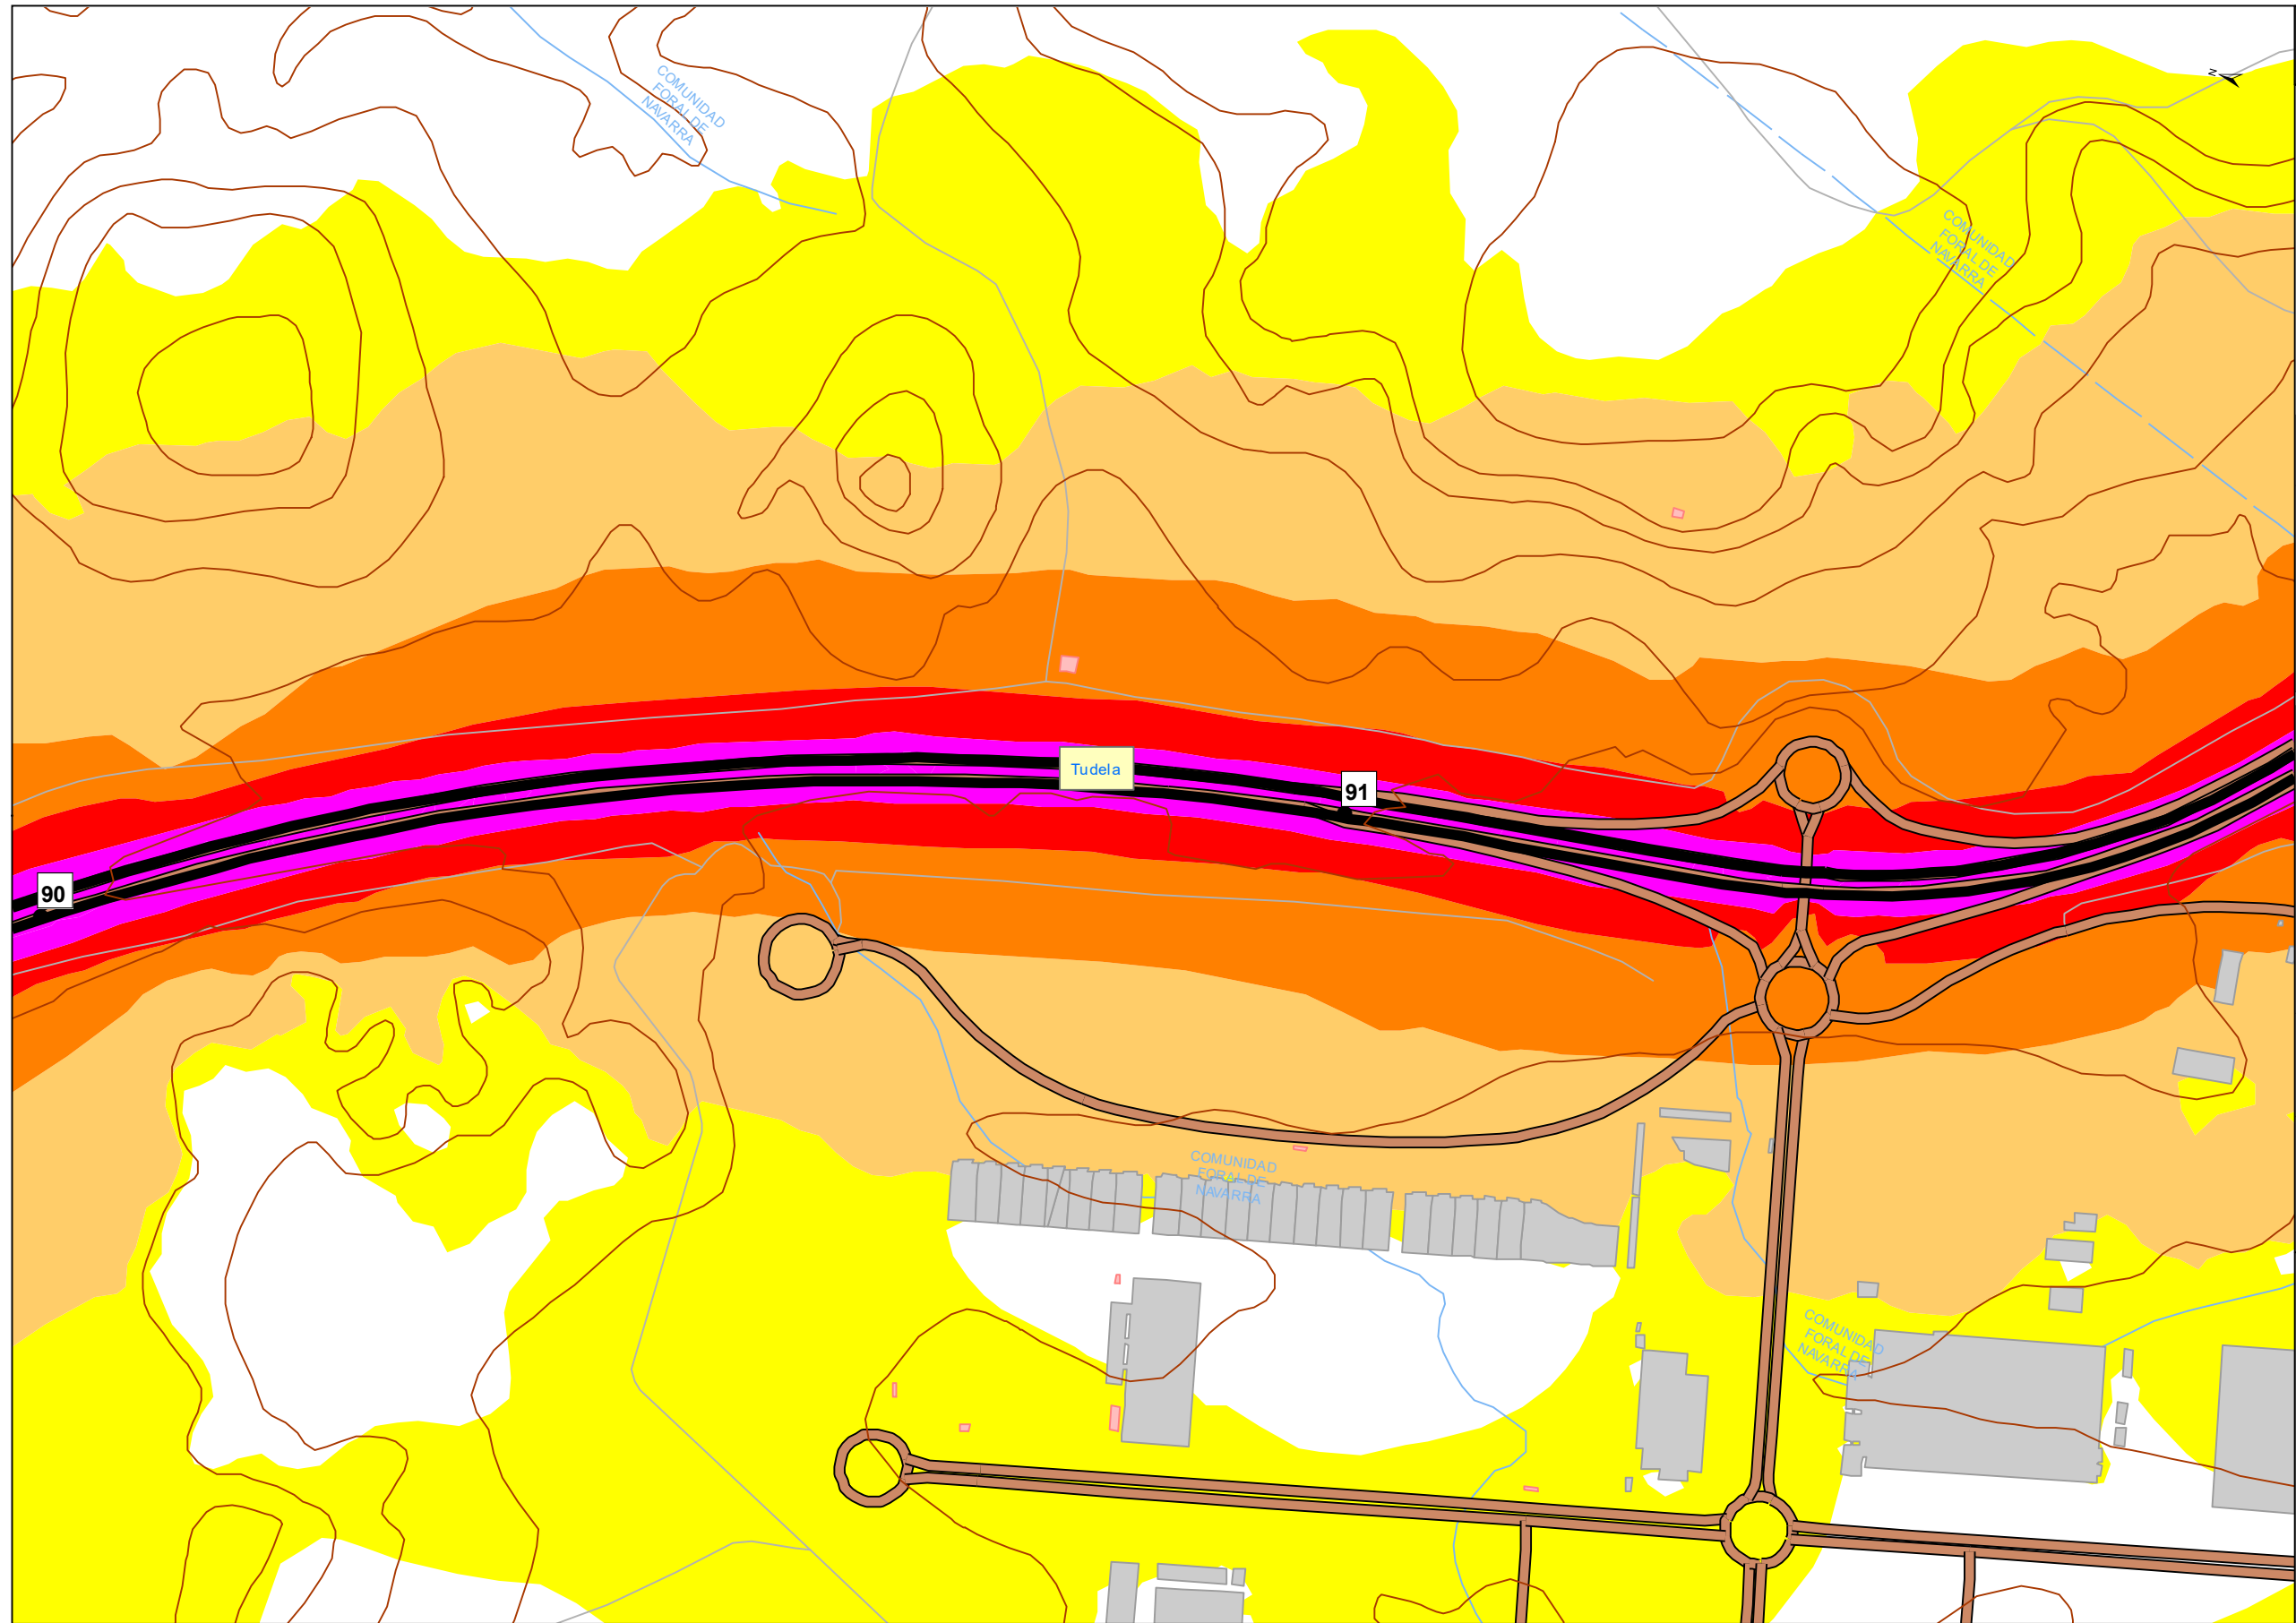 COMUNIDAD
FORAL DE
NAVARRA
N
COMUNIDAD
FORAL DE
NAVARRA
Tudela
91
90
COMUNIDAD
FORAL DE
NAVARRA
COMUNIDAD
FORAL DE
NAVARRA